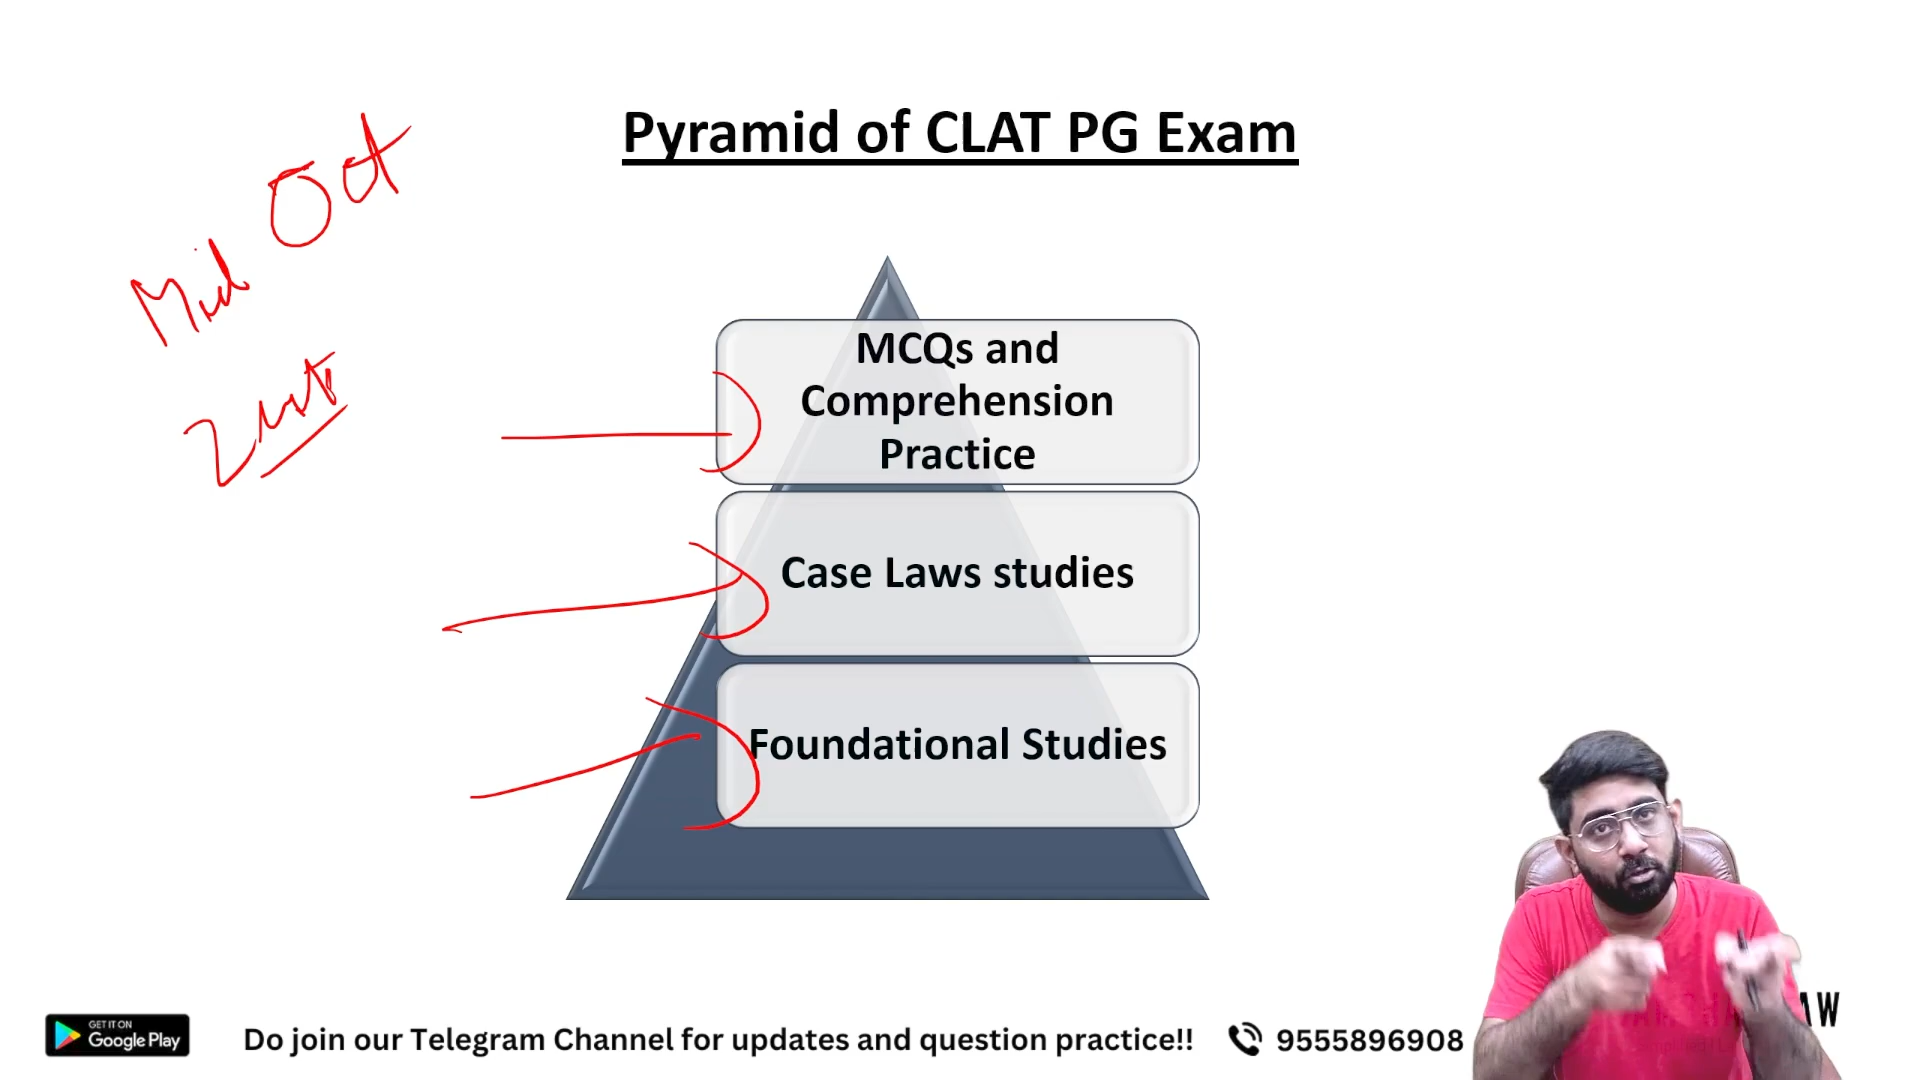 Pyramid of CLAT PG Exam
Mid Oct
MCQs and
Comprehension
Practice
Case Laws studies
Foundational Studies
GET IT ON
Google Play
Do join our Telegram Channel for updates and question practice!!
9555896908
AW